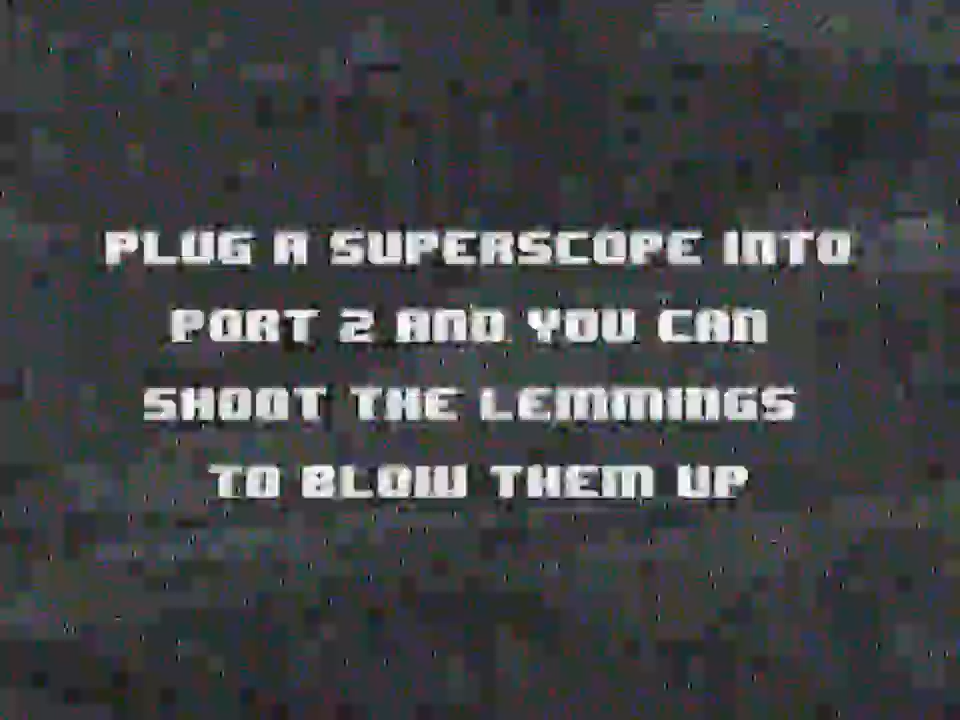 PLUG A SUPERSCOPE INTO
PORT 2 AND YOU CAN
SHOOT THE LEMMINGS
TO BLOW THEM UP